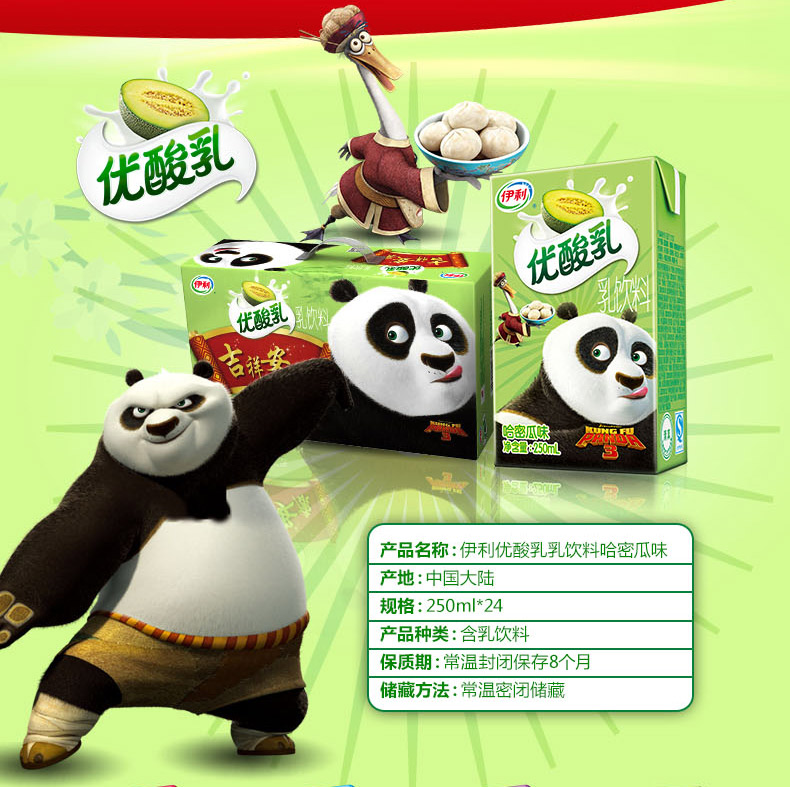 优酸乳
伊利
优酸乳
乳饮料
吉祥安
KUNG FU
PANDA
3
伊利
优酸乳
乳饮料
哈密瓜味
净含量:250mL
KUNG FU
PANDA
3
产品名称:伊利优酸乳乳饮料哈密瓜味
产地:中国大陆
规格:250ml*24
产品种类:含乳饮料
保质期:常温封闭保存8个月
储藏方法:常温密闭储藏